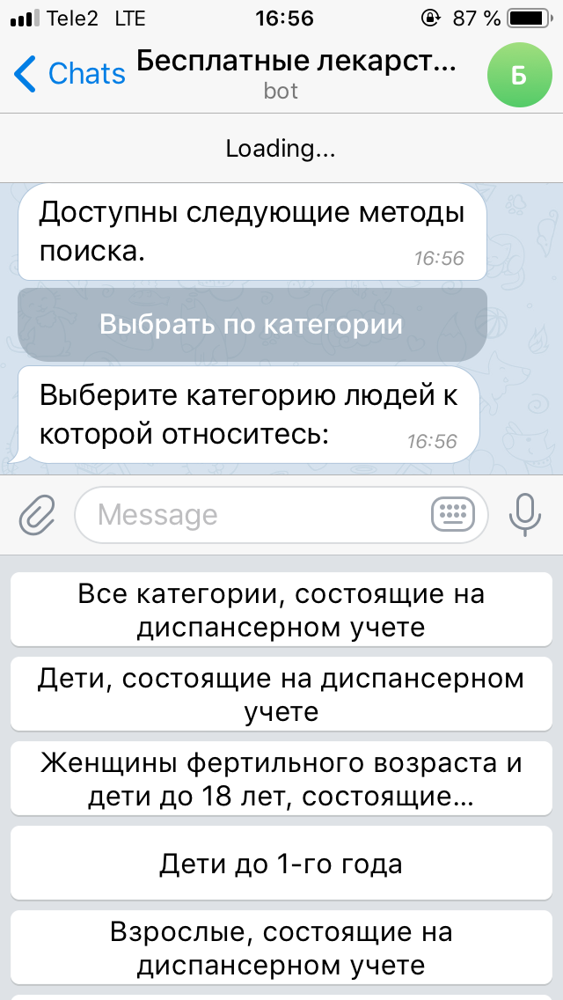 Tele2 LTE 16:56 87 %
Chats Бесплатные лекарст...
bot
Б
Loading...
Доступны следующие методы
поиска.
16:56
Выбрать по категории
Выберите категорию людей к
которой относитесь:
16:56
Message
Все категории, состоящие на
диспансерном учете
Дети, состоящие на диспансерном
учете
Женщины фертильного возраста и
дети до 18 лет, состоящие...
Дети до 1-го года
Взрослые, состоящие на
диспансерном учете